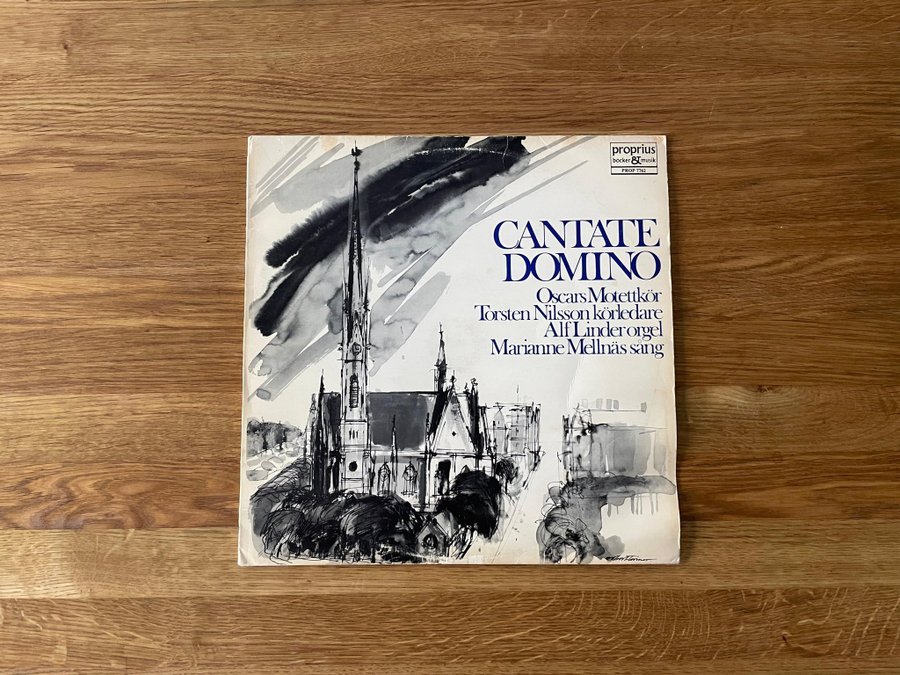 proprius
böcker & musik
PROP 7762
CANTATE
DOMINO
Oscars Motettkör
Torsten Nilsson körledare
Alf Linder orgel
Marianne Mellnäs sång